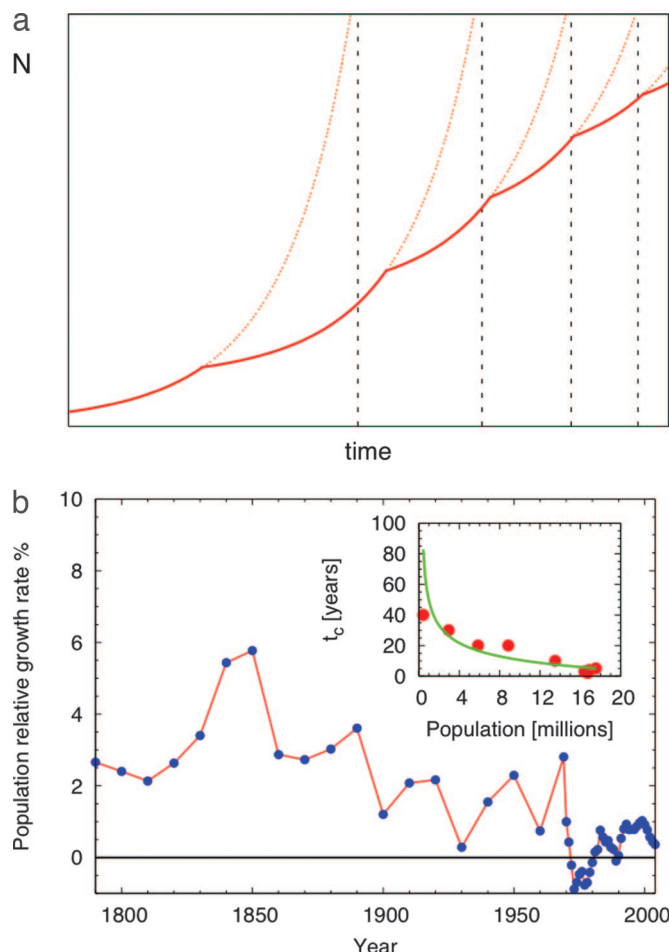 a
N
time
b
10
8
6
4
2
0
Population relative growth rate %
1800 1850 1900 1950 2000
Year
100
80
60
40
20
0
t_c [years]
0 4 8 12 16 20
Population [millions]